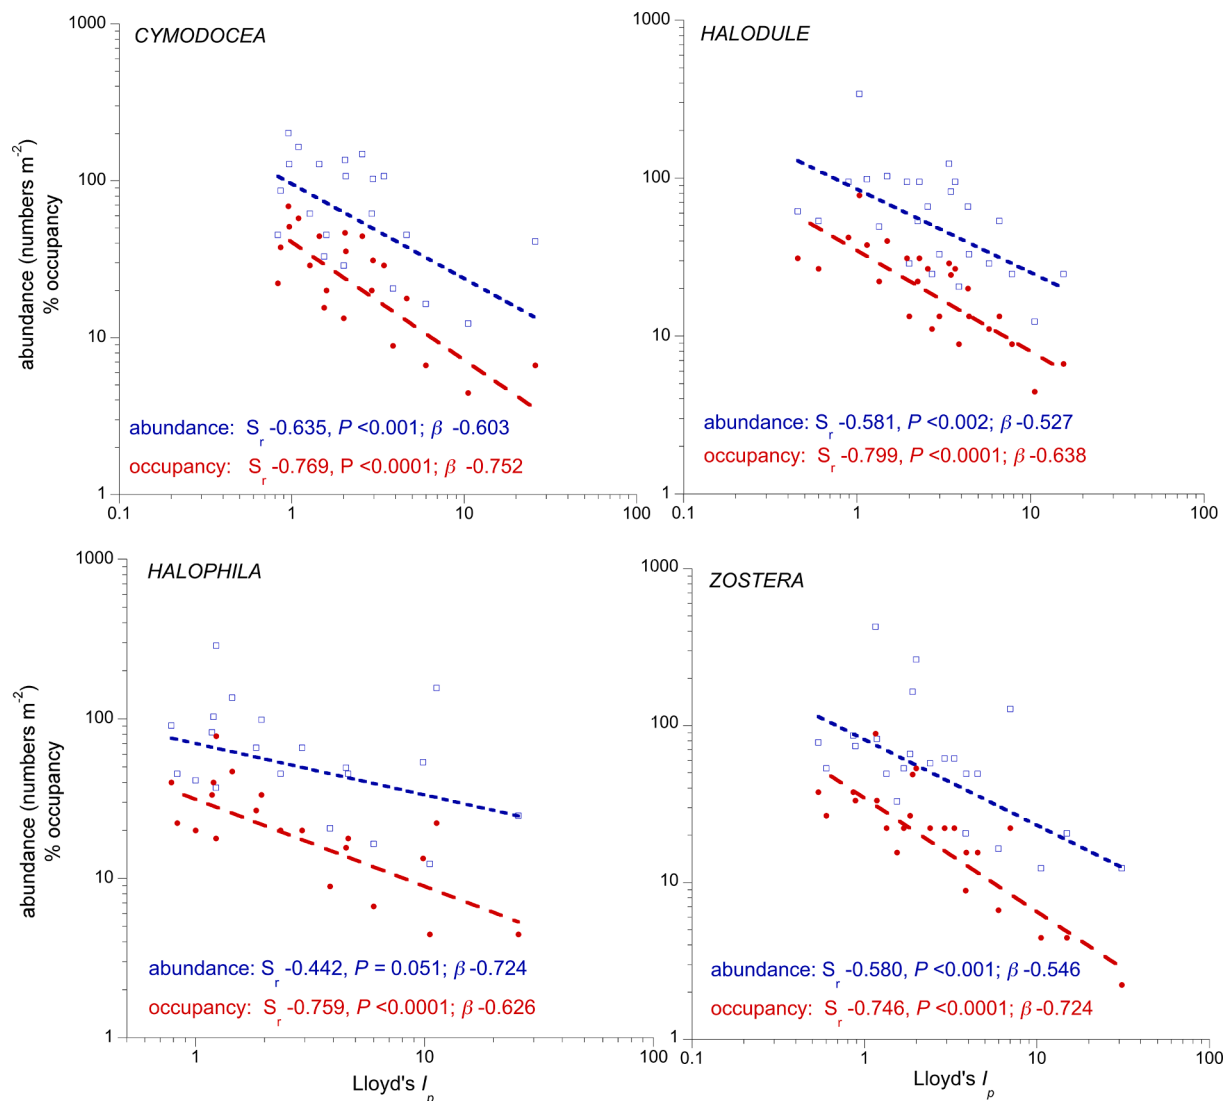 CYMODOCEA
1000
100
10
1
0.1
1
10
100
abundance (numbers m-2)
% occupancy
abundance: Sr -0.635, P <0.001; β -0.603
occupancy: Sr -0.769, P <0.0001; β -0.752
HALODULE
1000
100
10
1
0.1
1
10
100
abundance: Sr -0.581, P <0.002; β -0.527
occupancy: Sr -0.799, P <0.0001; β -0.638
HALOPHILA
1000
100
10
1
1
10
100
abundance (numbers m-2)
% occupancy
abundance: Sr -0.442, P = 0.051; β -0.724
occupancy: Sr -0.759, P <0.0001; β -0.626
Lloyd's Ip
ZOSTERA
1000
100
10
1
0.1
1
10
100
abundance: Sr -0.580, P <0.001; β -0.546
occupancy: Sr -0.746, P <0.0001; β -0.724
Lloyd's Ip